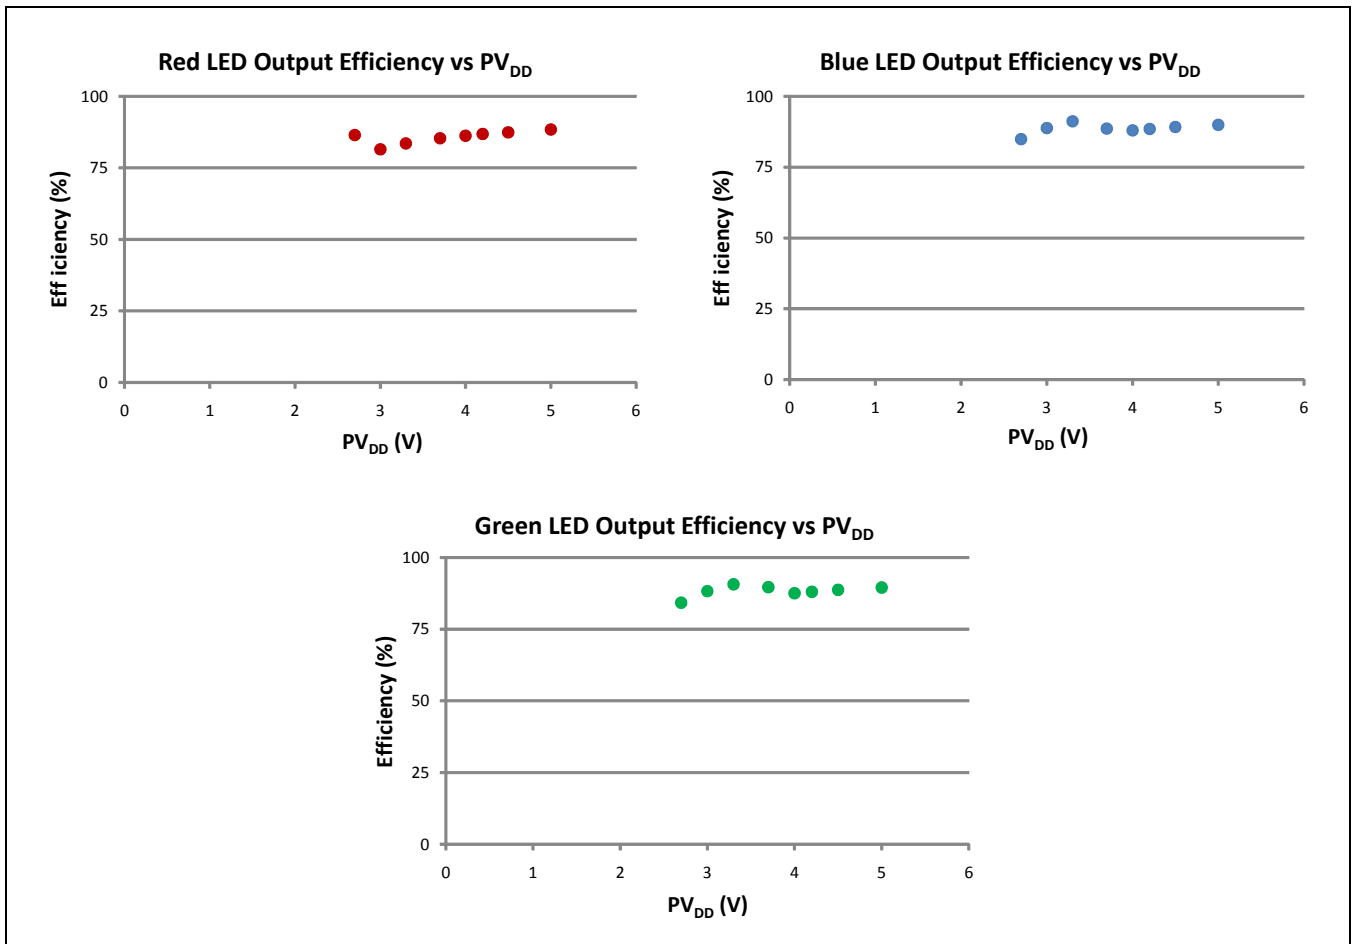 Red LED Output Efficiency vs PVDD
100
75
50
25
0
Eff iciency (%)
0 1 2 3 4 5 6
PVDD (V)
Blue LED Output Efficiency vs PVDD
100
75
50
25
0
Eff iciency (%)
0 1 2 3 4 5 6
PVDD (V)
Green LED Output Efficiency vs PVDD
100
75
50
25
0
Efficiency (%)
0 1 2 3 4 5 6
PVDD (V)